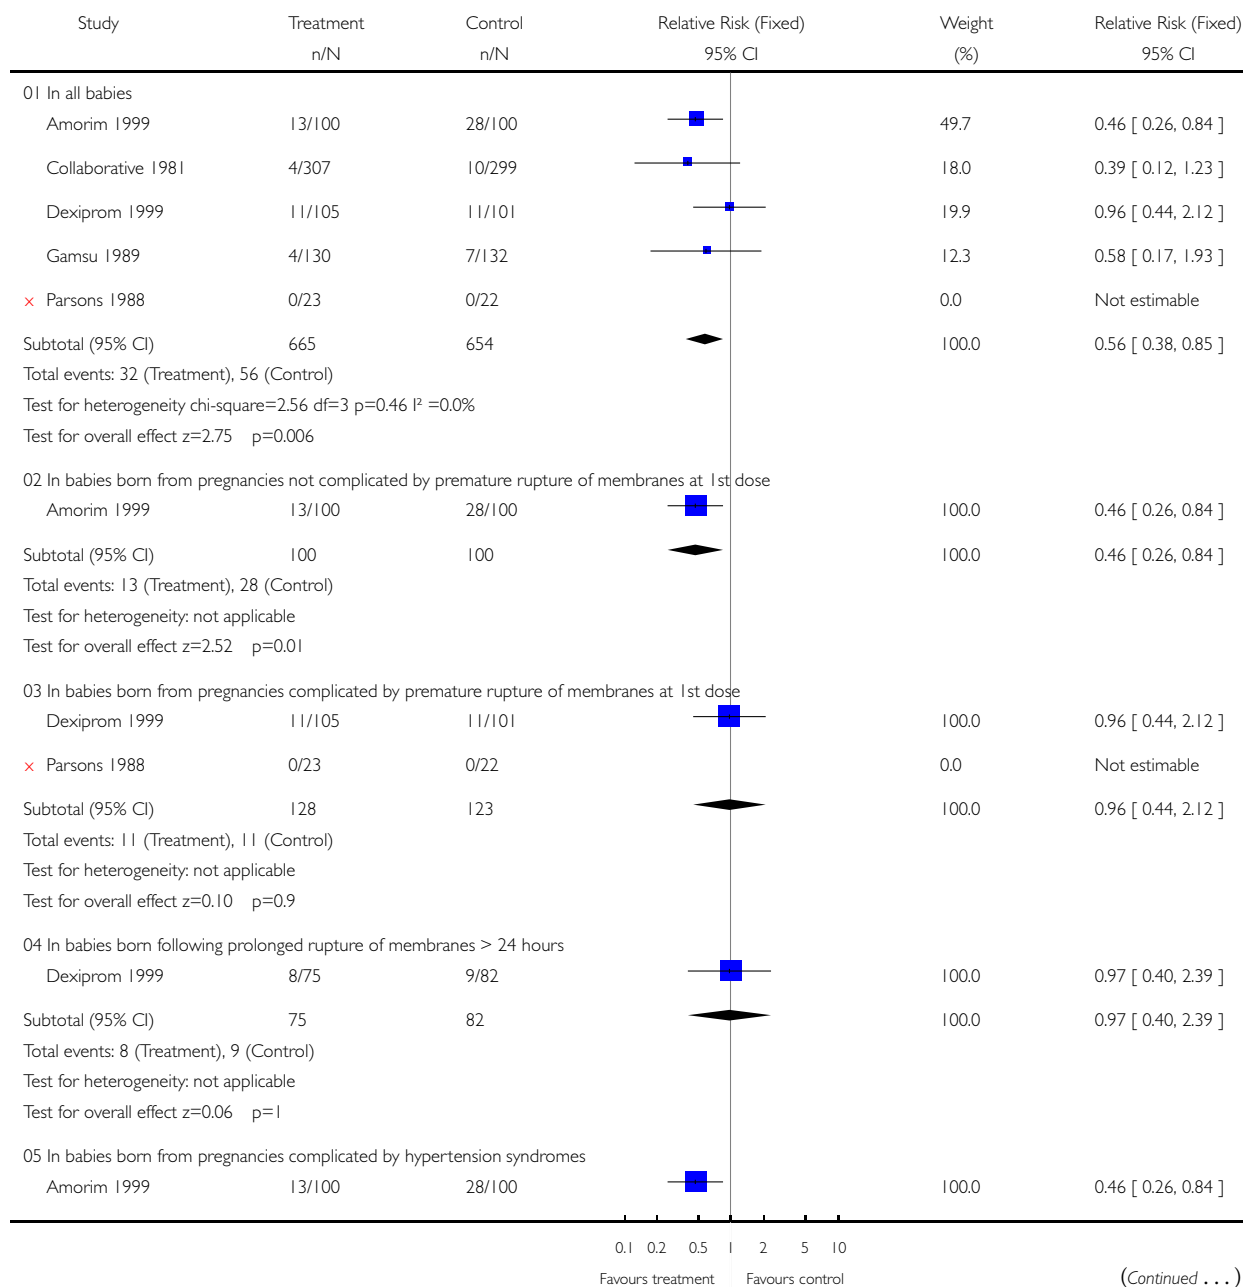 Study Treatment Control Relative Risk (Fixed) Weight Relative Risk (Fixed)
n/N n/N 95% CI (%) 95% CI
01 In all babies
Amorim 1999 13/100 28/100 49.7 0.46 [ 0.26, 0.84 ]
Collaborative 1981 4/307 10/299 18.0 0.39 [ 0.12, 1.23 ]
Dexiprom 1999 11/105 11/101 19.9 0.96 [ 0.44, 2.12 ]
Gamsu 1989 4/130 7/132 12.3 0.58 [ 0.17, 1.93 ]
× Parsons 1988 0/23 0/22 0.0 Not estimable
Subtotal (95% CI) 665 654 100.0 0.56 [ 0.38, 0.85 ]
Total events: 32 (Treatment), 56 (Control)
Test for heterogeneity chi-square=2.56 df=3 p=0.46 I² =0.0%
Test for overall effect z=2.75 p=0.006
02 In babies born from pregnancies not complicated by premature rupture of membranes at 1st dose
Amorim 1999 13/100 28/100 100.0 0.46 [ 0.26, 0.84 ]
Subtotal (95% CI) 100 100 100.0 0.46 [ 0.26, 0.84 ]
Total events: 13 (Treatment), 28 (Control)
Test for heterogeneity: not applicable
Test for overall effect z=2.52 p=0.01
03 In babies born from pregnancies complicated by premature rupture of membranes at 1st dose
Dexiprom 1999 11/105 11/101 100.0 0.96 [ 0.44, 2.12 ]
× Parsons 1988 0/23 0/22 0.0 Not estimable
Subtotal (95% CI) 128 123 100.0 0.96 [ 0.44, 2.12 ]
Total events: 11 (Treatment), 11 (Control)
Test for heterogeneity: not applicable
Test for overall effect z=0.10 p=0.9
04 In babies born following prolonged rupture of membranes > 24 hours
Dexiprom 1999 8/75 9/82 100.0 0.97 [ 0.40, 2.39 ]
Subtotal (95% CI) 75 82 100.0 0.97 [ 0.40, 2.39 ]
Total events: 8 (Treatment), 9 (Control)
Test for heterogeneity: not applicable
Test for overall effect z=0.06 p=1
05 In babies born from pregnancies complicated by hypertension syndromes
Amorim 1999 13/100 28/100 100.0 0.46 [ 0.26, 0.84 ]
0.1 0.2 0.5 1 2 5 10
Favours treatment Favours control (Continued . . . )